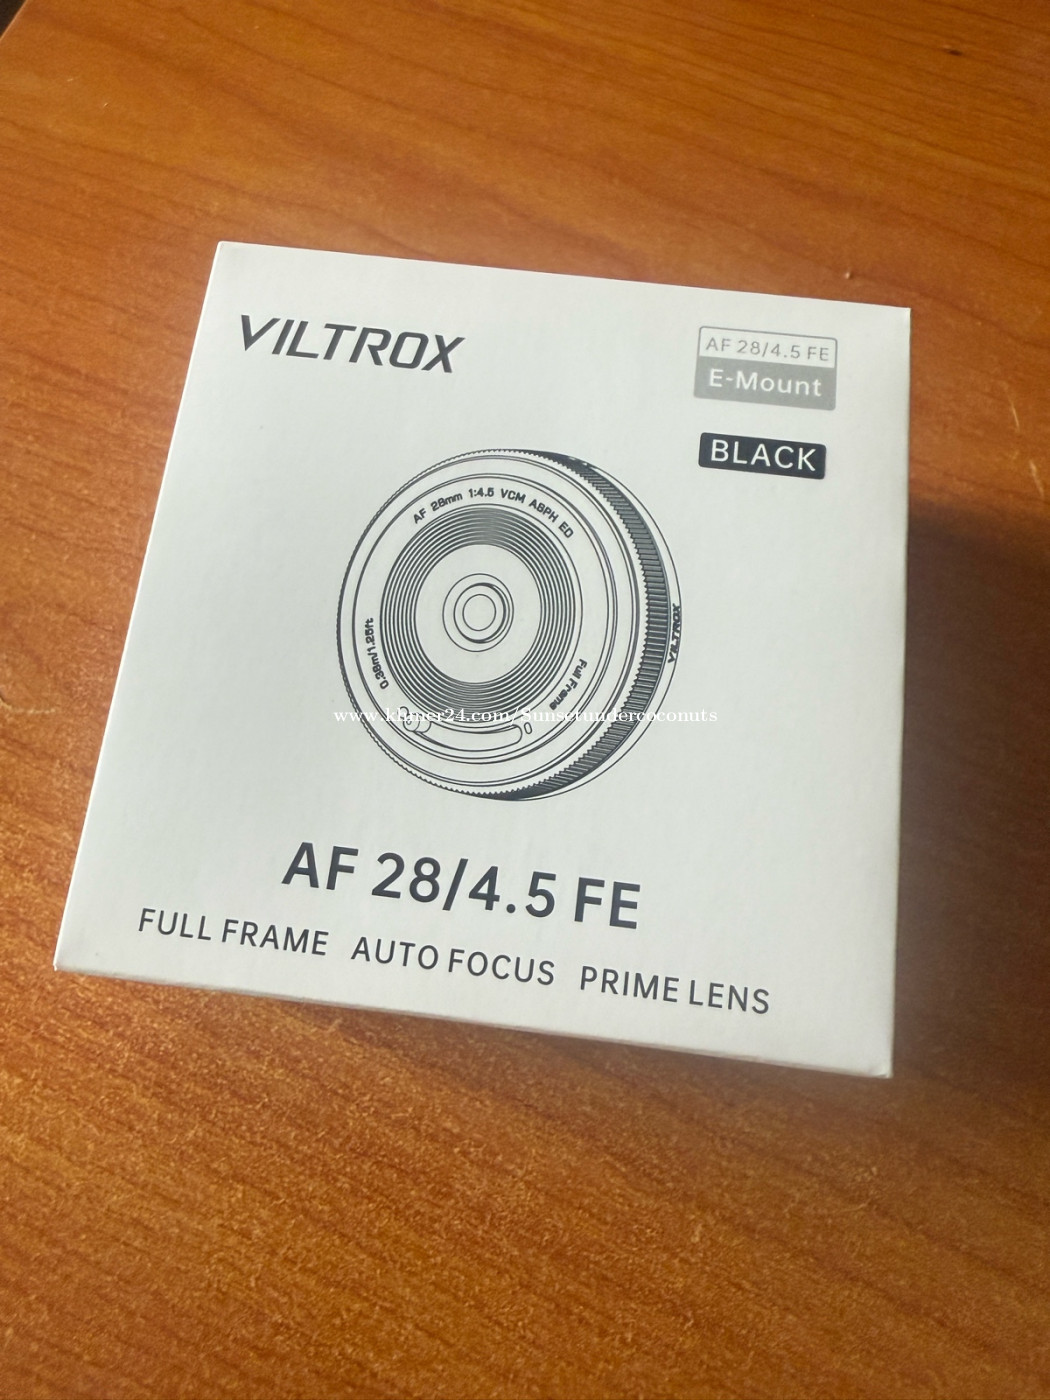 VILTROX
AF 28/4.5 FE
E-Mount
BLACK
AF 28mm 1:4.5 VCM ASPH ED
0.38m/1.25ft
Full Frame
VILTROX
0
www.khmer24.com/Sunsetundercoconuts
AF 28/4.5 FE
FULL FRAME AUTO FOCUS PRIME LENS